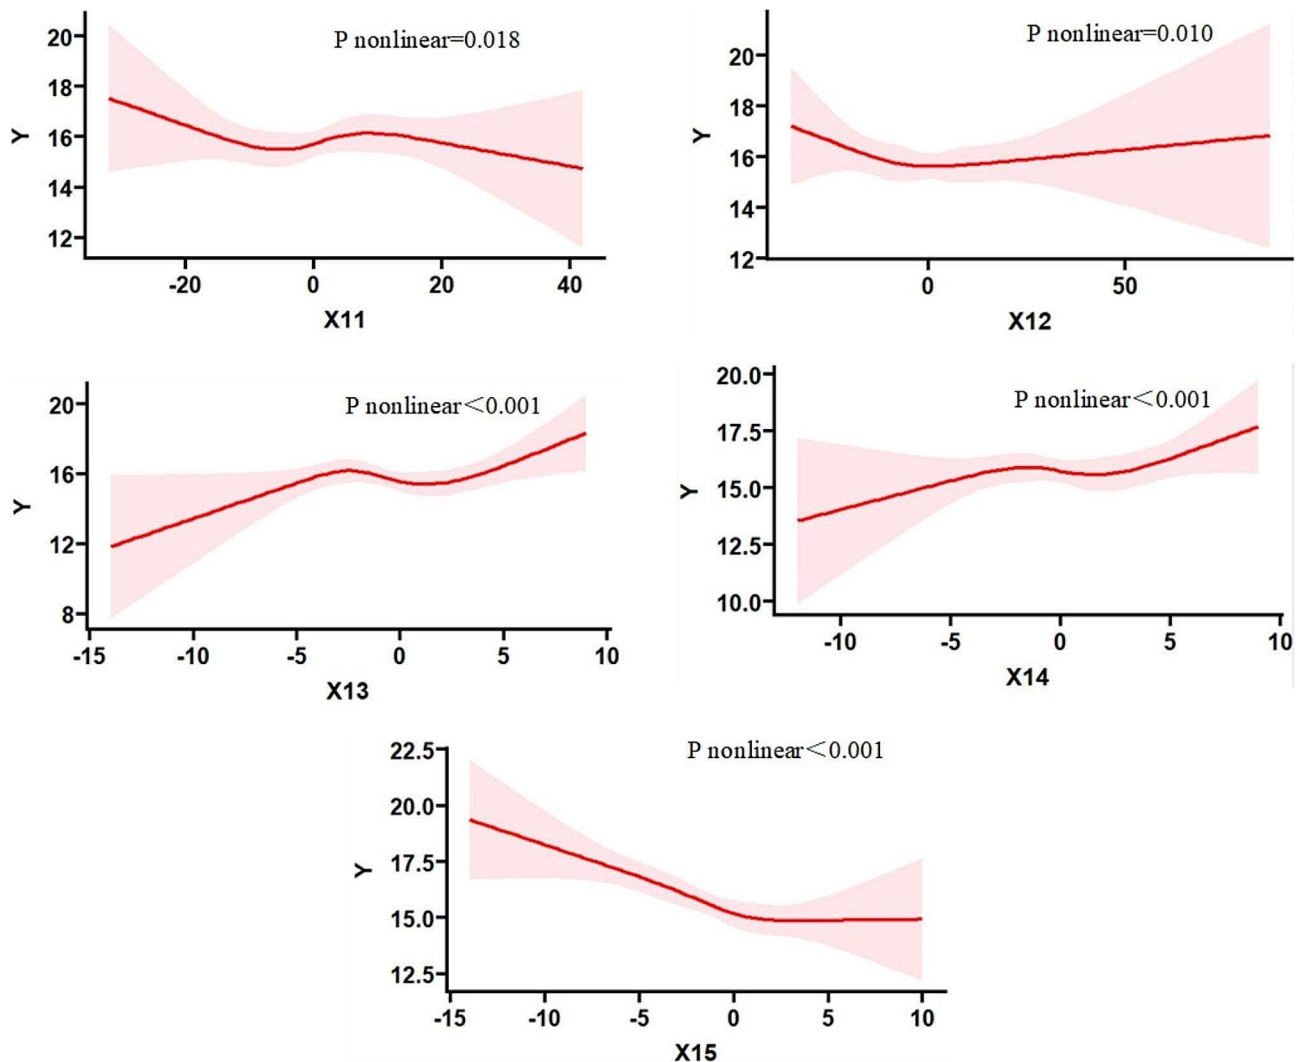 P nonlinear=0.018
20
18
16
14
12
Y
-20 0 20 40
X11
P nonlinear=0.010
20
18
16
14
12
Y
0 50
X12
P nonlinear<0.001
20
16
12
8
Y
-15 -10 -5 0 5 10
X13
P nonlinear<0.001
20.0
17.5
15.0
12.5
10.0
Y
-10 -5 0 5 10
X14
P nonlinear<0.001
22.5
20.0
17.5
15.0
12.5
Y
-15 -10 -5 0 5 10
X15